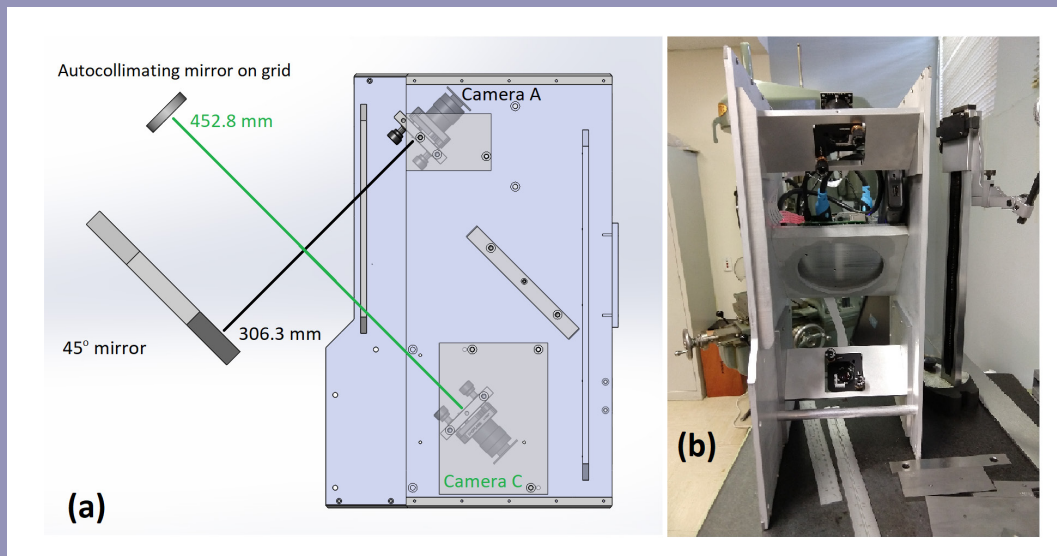 Autocollimating mirror on grid
452.8 mm
Camera A
306.3 mm
45° mirror
Camera C
(a)
(b)